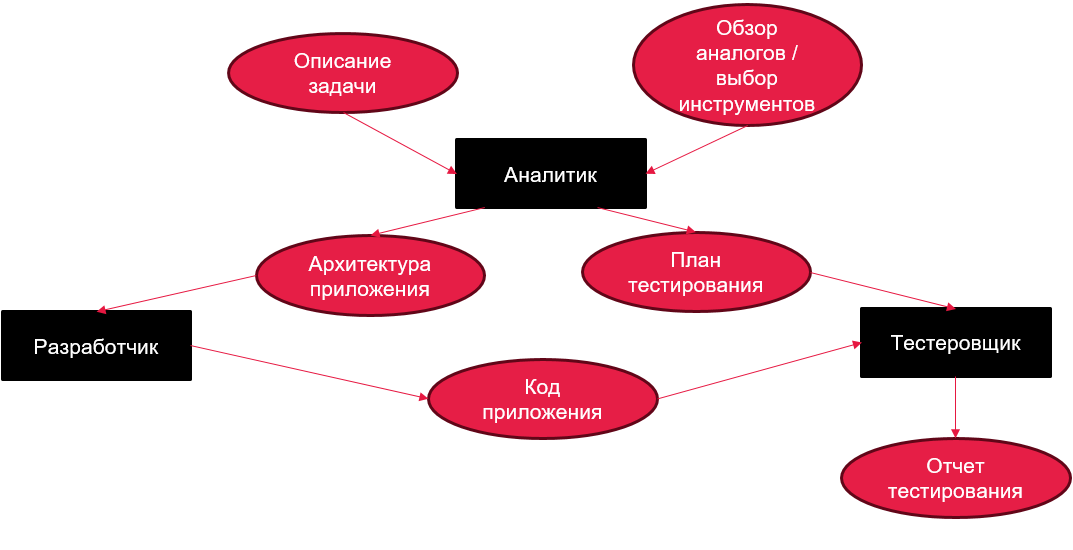 Описание
задачи
Обзор
аналогов /
выбор
инструментов
Аналитик
Архитектура
приложения
План
тестирования
Разработчик
Тестеровщик
Код
приложения
Отчет
тестирования